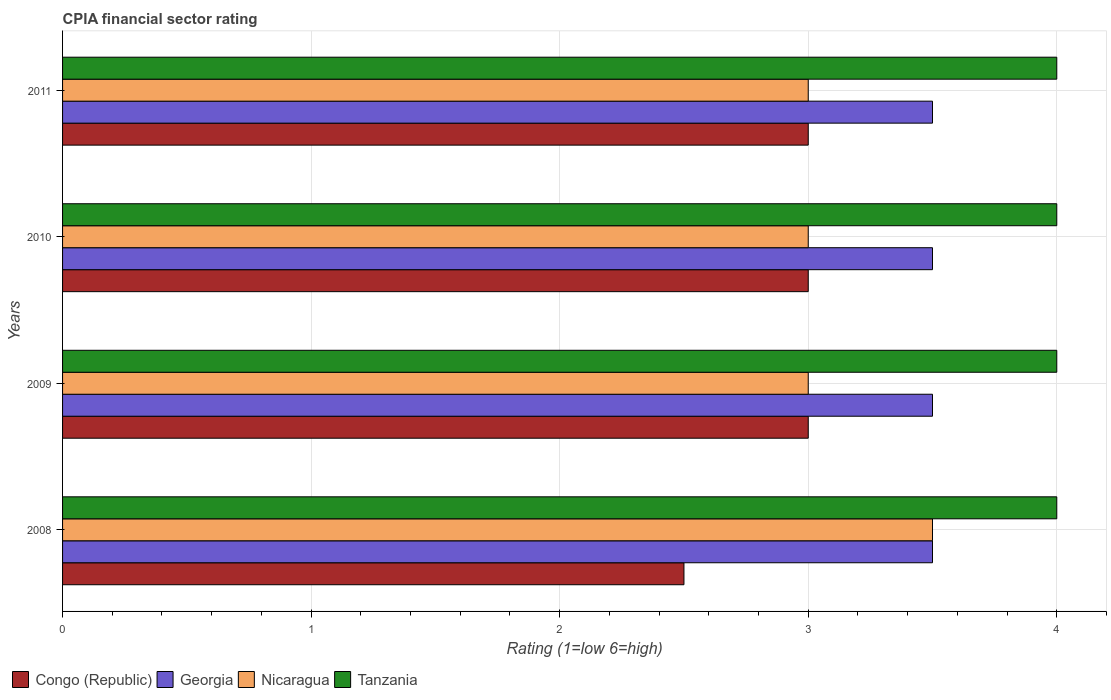 CPIA financial sector rating
2011
2010
2009
2008
Years
0 1 2 3 4
Rating (1=low 6=high)
Congo (Republic) Georgia Nicaragua Tanzania